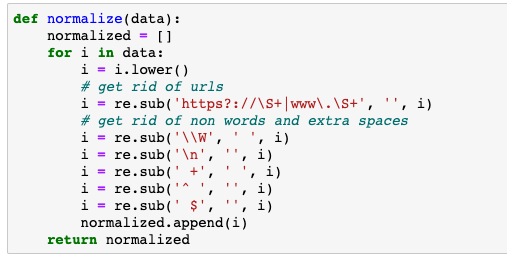 def normalize(data):
    normalized = []
    for i in data:
        i = i.lower()
        # get rid of urls
        i = re.sub('https?://\S+|www\.\S+', '', i)
        # get rid of non words and extra spaces
        i = re.sub('\\W', ' ', i)
        i = re.sub('\n', '', i)
        i = re.sub(' +', ' ', i)
        i = re.sub('^ ', '', i)
        i = re.sub(' $', '', i)
        normalized.append(i)
    return normalized